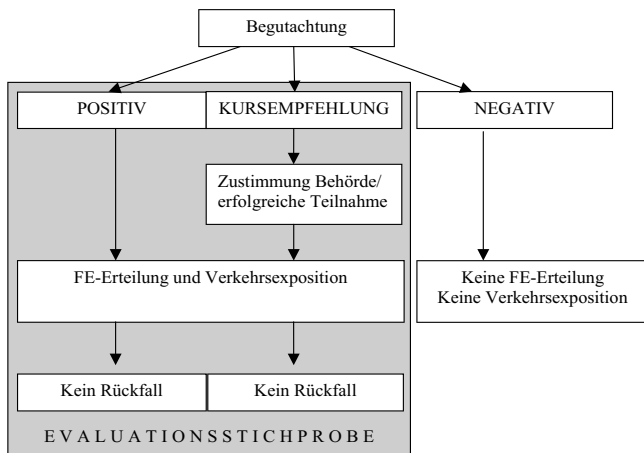 Begutachtung
POSITIV
KURSEMPFEHLUNG
NEGATIV
Zustimmung Behörde/
erfolgreiche Teilnahme
FE-Erteilung und Verkehrsexposition
Keine FE-Erteilung
Keine Verkehrsexposition
Kein Rückfall
Kein Rückfall
EVALUATIONSSTICHPROBE